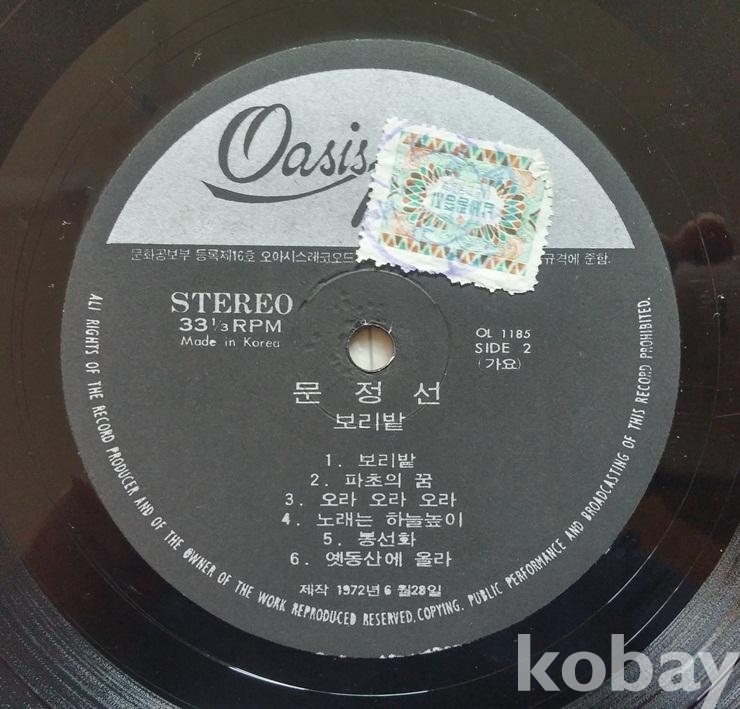 Oasis
문화공보부 등록제16호 오아시스레코오드
규격에 준함.
STEREO
33 1/3 RPM
Made in Korea
OL 1185
SIDE 2
(가요)
문 정 선
보리밭
1. 보리밭
2. 파초의 꿈
3. 오라 오라 오라
4. 노래는 하늘높이
5. 봉선화
6. 옛동산에 올라
제작 1972년 6월28일
ALL RIGHTS OF THE RECORD PRODUCER AND OF THE OWNER OF THE WORK REPRODUCED RESERVED. COPYING. PUBLIC PERFORMANCE AND BROADCASTING OF THIS RECORD PROHIBITED.
kobay